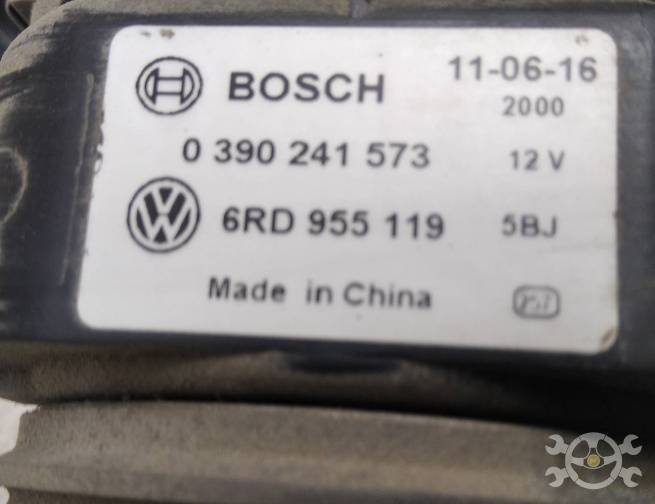 BOSCH 11-06-16
2000
0 390 241 573 12 V
6RD 955 119 5BJ
Made in China